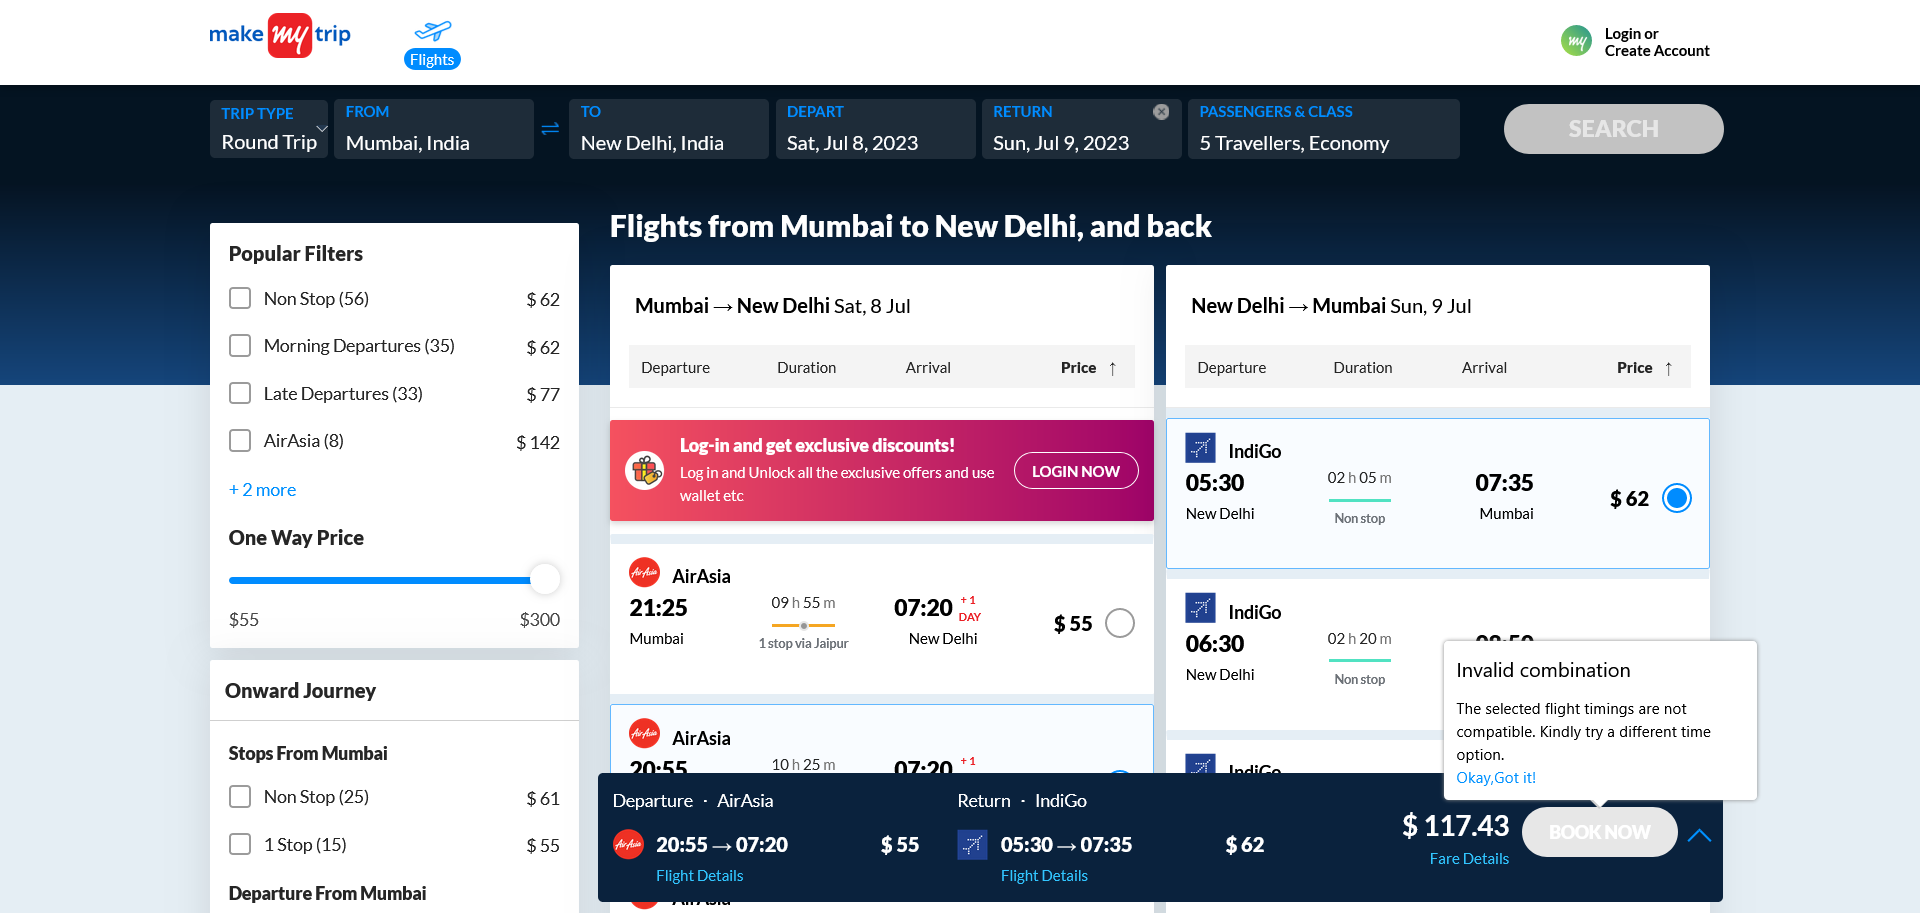 make my trip
Flights
my
Login or
Create Account
TRIP TYPE
Round Trip
FROM
Mumbai, India
TO
New Delhi, India
DEPART
Sat, Jul 8, 2023
RETURN
Sun, Jul 9, 2023
PASSENGERS & CLASS
5 Travellers, Economy
SEARCH
Popular Filters
Non Stop (56) $ 62
Morning Departures (35) $ 62
Late Departures (33) $ 77
AirAsia (8) $ 142
+ 2 more
One Way Price
$55 $300
Onward Journey
Stops From Mumbai
Non Stop (25) $ 61
1 Stop (15) $ 55
Departure From Mumbai
Flights from Mumbai to New Delhi, and back
Mumbai → New Delhi Sat, 8 Jul
Departure Duration Arrival Price ↑
Log-in and get exclusive discounts!
Log in and Unlock all the exclusive offers and use
wallet etc
LOGIN NOW
AirAsia AirAsia
21:25 09 h 55 m 07:20 + 1 DAY $ 55
Mumbai 1 stop via Jaipur New Delhi
AirAsia AirAsia
20:55 10 h 25 m 07:20 + 1
AirAsia
New Delhi → Mumbai Sun, 9 Jul
Departure Duration Arrival Price ↑
IndiGo
05:30 02 h 05 m 07:35 $ 62
New Delhi Non stop Mumbai
IndiGo
06:30 02 h 20 m 08:50
New Delhi Non stop
IndiGo
Invalid combination
The selected flight timings are not
compatible. Kindly try a different time
option.
Okay,Got it!
Departure · AirAsia
AirAsia 20:55 → 07:20 $ 55
Flight Details
Return · IndiGo
05:30 → 07:35 $ 62
Flight Details
$ 117.43
Fare Details
BOOK NOW